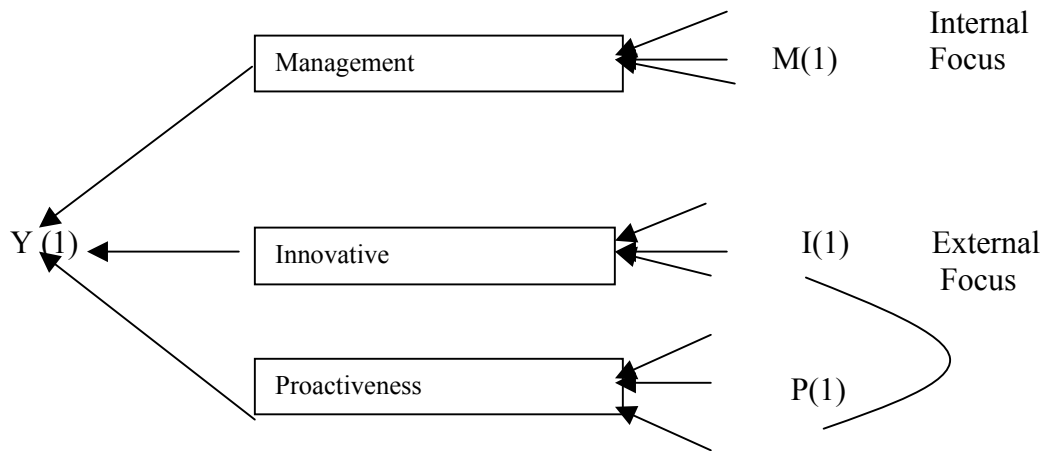 Internal
Focus
Management
M(1)
Y (1)
Innovative
I(1)
External
Focus
Proactiveness
P(1)